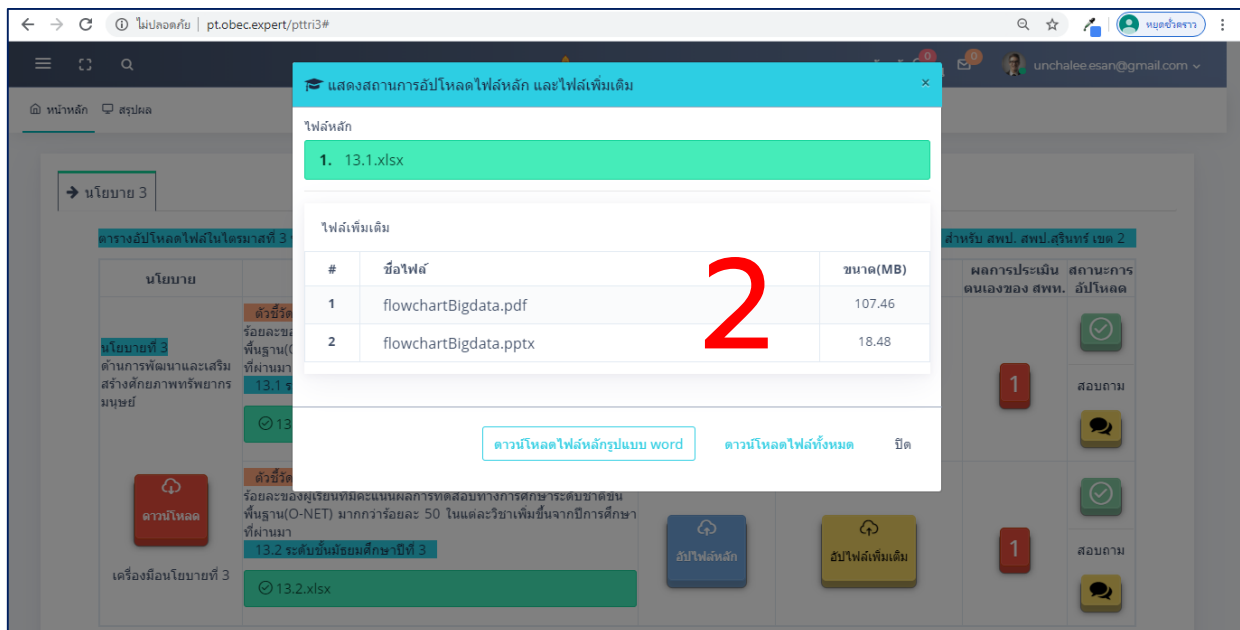 ไม่ปลอดภัย | pt.obec.expert/pttri3#
หยุดชั่วคราว
0
0
unchalee.esan@gmail.com
แสดงสถานการอัปโหลดไฟล์หลัก และไฟล์เพิ่มเติม ×
หน้าหลัก สรุปผล
ไฟล์หลัก
1. 13.1.xlsx
นโยบาย 3
ไฟล์เพิ่มเติม
ตารางอัปโหลดไฟล์ในไตรมาสที่ 3
สำหรับ สพป. สพป.สุรินทร์ เขต 2
# ชื่อไฟล์ ขนาด(MB)
1 flowchartBigdata.pdf 107.46
2 flowchartBigdata.pptx 18.48
2
นโยบาย
ผลการประเมินตนเองของ สพท.
สถานะการอัปโหลด
นโยบายที่ 3
ด้านการพัฒนาและเสริม
สร้างศักยภาพทรัพยากร
มนุษย์
ตัวชี้วัด
ร้อยละขอ
พื้นฐาน(
ที่ผ่านมา
13.1
13
1
สอบถาม
ดาวน์โหลดไฟล์หลักรูปแบบ word ดาวน์โหลดไฟล์ทั้งหมด ปิด
ดาวน์โหลด
เครื่องมือนโยบายที่ 3
ตัวชี้วัด
ร้อยละของผู้เรียนที่มีคะแนนผลการทดสอบทางการศึกษาระดับชาติขั้น
พื้นฐาน(O-NET) มากกว่าร้อยละ 50 ในแต่ละวิชาเพิ่มขึ้นจากปีการศึกษา
ที่ผ่านมา
13.2 ระดับชั้นมัธยมศึกษาปีที่ 3
13.2.xlsx
อัปไฟล์หลัก
อัปไฟล์เพิ่มเติม
1
สอบถาม